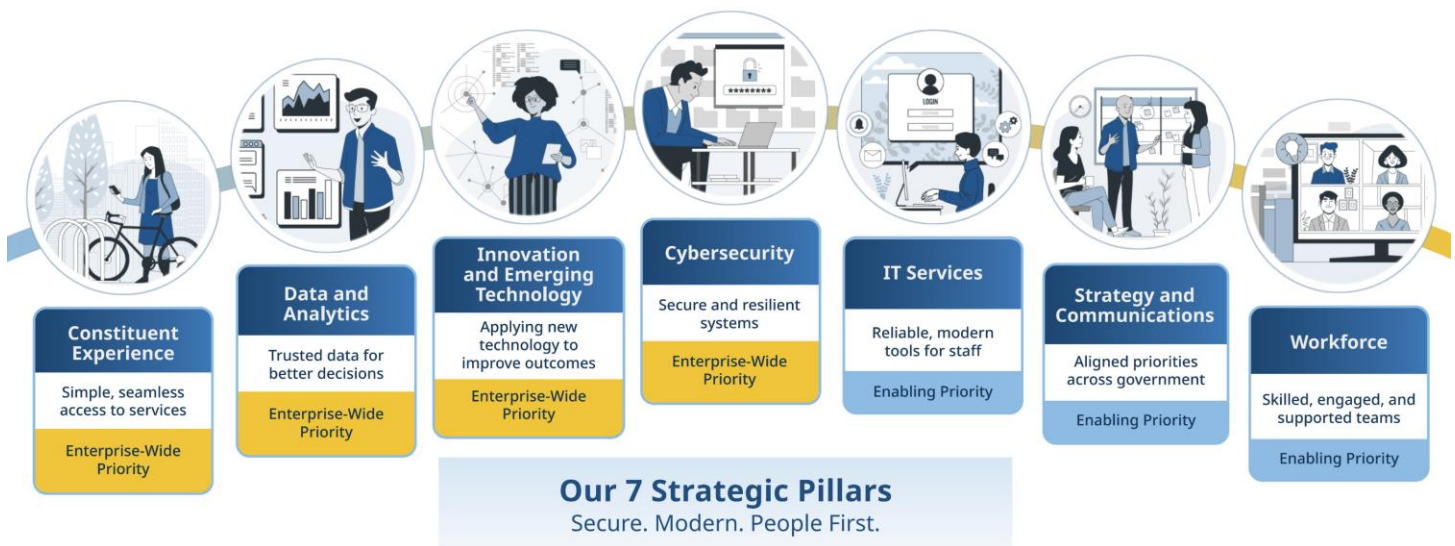 LOGIN
Constituent
Experience
Simple, seamless
access to services
Enterprise-Wide
Priority
Data and
Analytics
Trusted data for
better decisions
Enterprise-Wide
Priority
Innovation
and Emerging
Technology
Applying new
technology to
improve outcomes
Enterprise-Wide
Priority
Cybersecurity
Secure and resilient
systems
Enterprise-Wide
Priority
IT Services
Reliable, modern
tools for staff
Enabling Priority
Strategy and
Communications
Aligned priorities
across government
Enabling Priority
Workforce
Skilled, engaged, and
supported teams
Enabling Priority
Our 7 Strategic Pillars
Secure. Modern. People First.